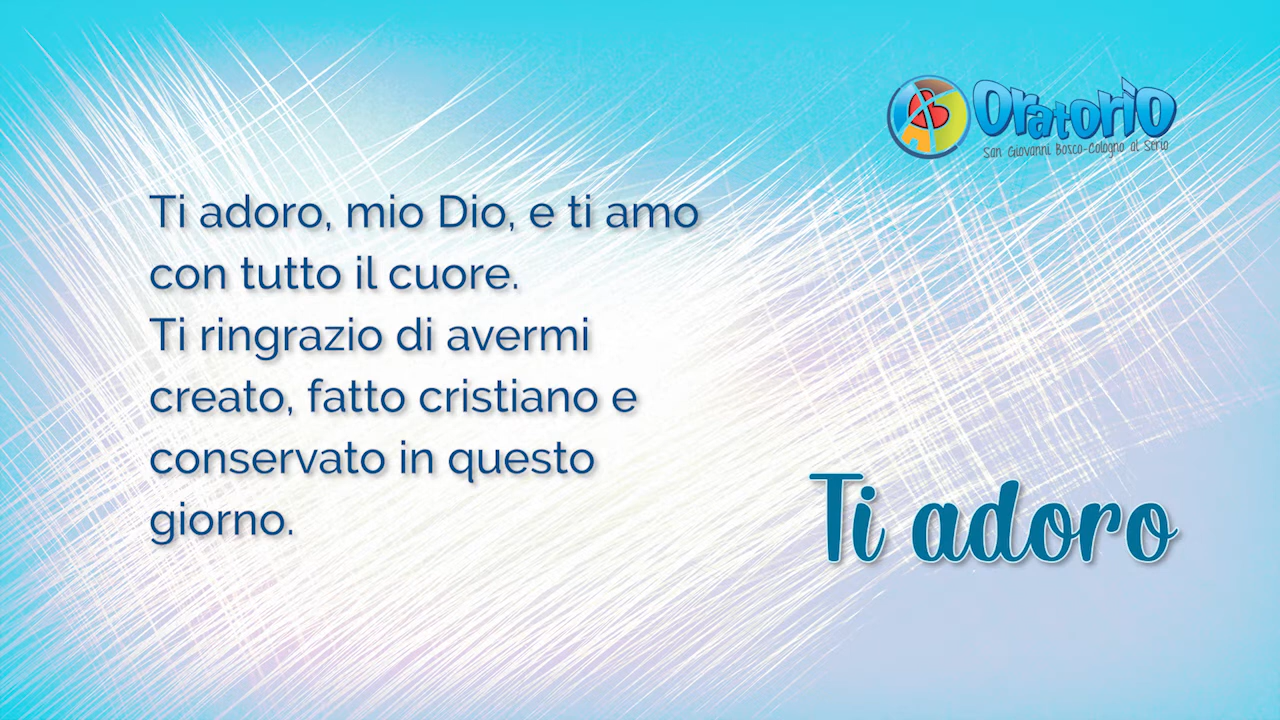 Oratorio
San Giovanni Bosco-Cologno al Serio
Ti adoro, mio Dio, e ti amo
con tutto il cuore.
Ti ringrazio di avermi
creato, fatto cristiano e
conservato in questo
giorno.
Ti adoro